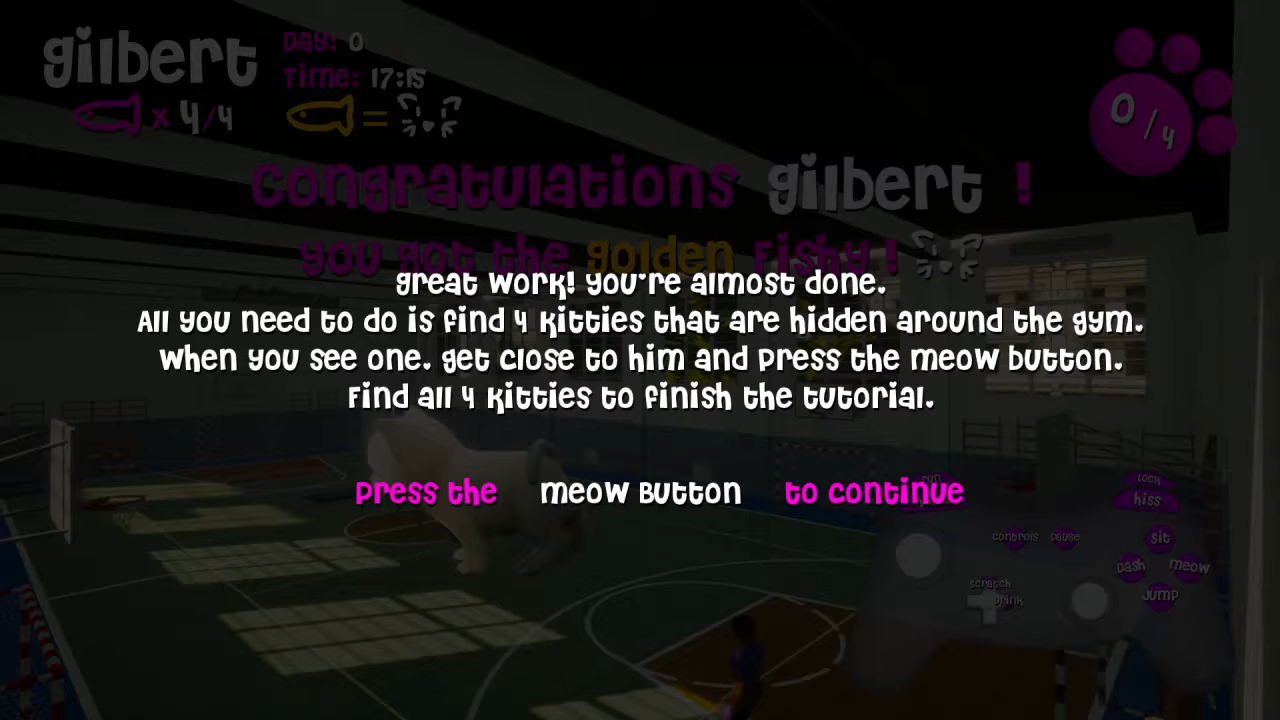 gilbert
Day: 0
Time: 17:15
x 4/4
=
0/4
congratulations gilbert !
you got the golden fishy !
great work! you're almost done.
All you need to do is find 4 kitties that are hidden around the gym.
When you see one, get close to him and press the meow button.
Find all 4 kitties to finish the tutorial.
Press the meow Button to continue
run
lock
hiss
controls pause
sit
Dash meow
scratch
Drink
Jump